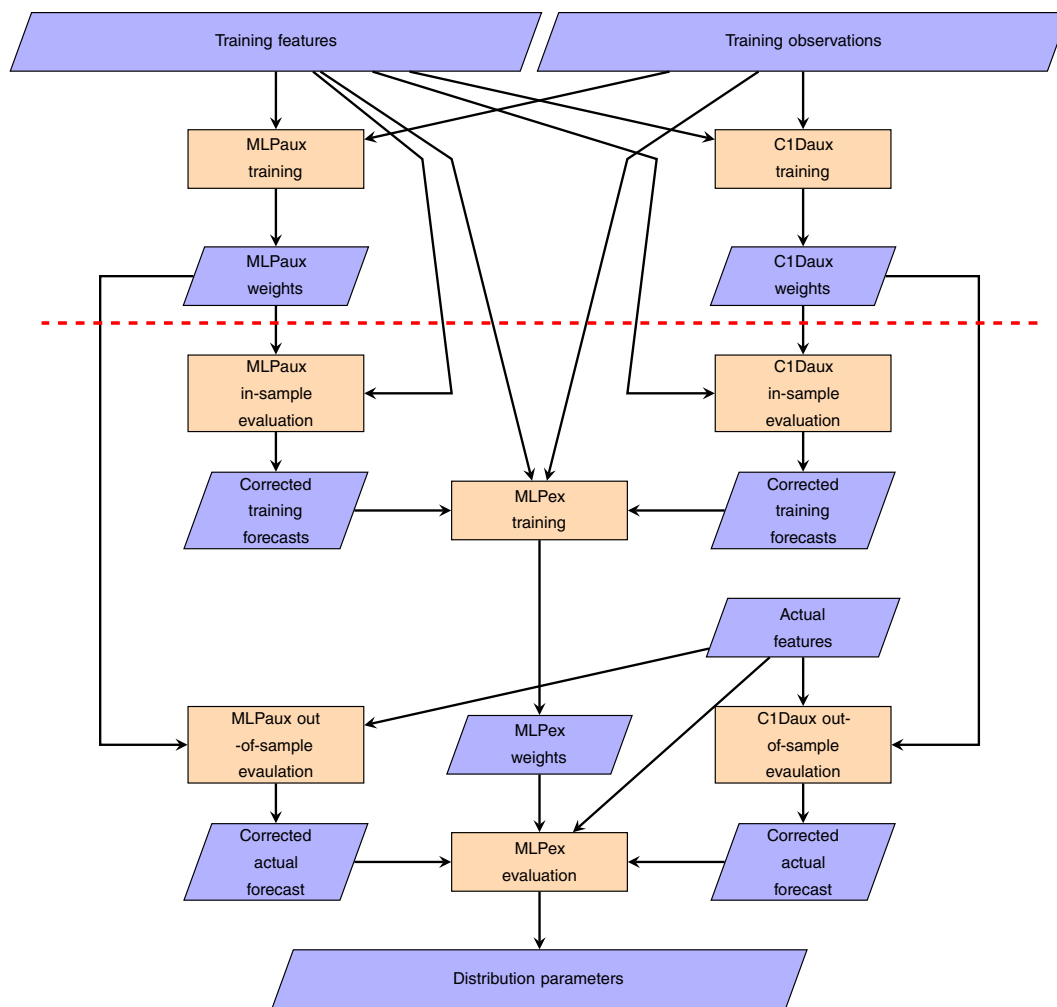 Training features
Training observations
MLPaux
training
C1Daux
training
MLPaux
weights
C1Daux
weights
MLPaux
in-sample
evaluation
C1Daux
in-sample
evaluation
Corrected
training
forecasts
MLPex
training
Corrected
training
forecasts
Actual
features
MLPaux out
-of-sample
evaulation
MLPex
weights
C1Daux out-
of-sample
evaulation
Corrected
actual
forecast
MLPex
evaluation
Corrected
actual
forecast
Distribution parameters